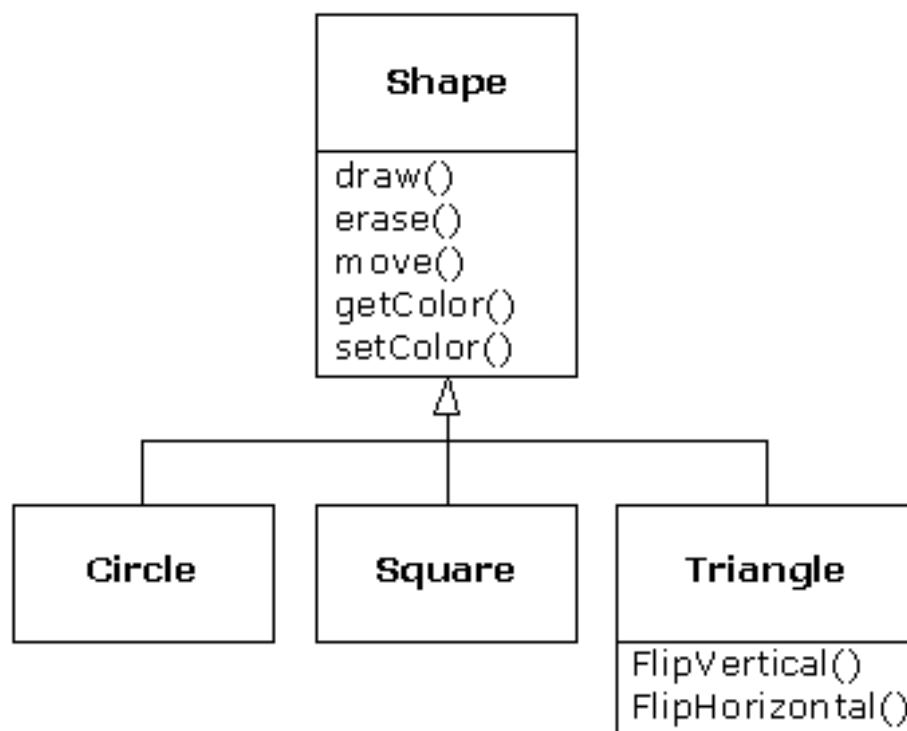 Shape
draw()
erase()
move()
getColor()
setColor()
Circle
Square
Triangle
FlipVertical()
FlipHorizontal()